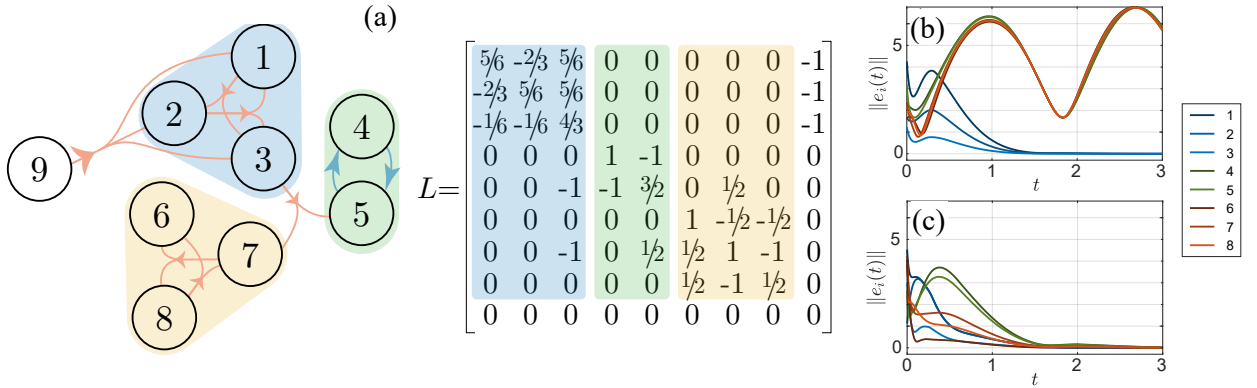 (a)
1
2
3
4
5
6
7
8
9
L=
5/6 -2/3 5/6 0 0 0 0 0 -1
-2/3 5/6 5/6 0 0 0 0 0 -1
-1/6 -1/6 4/3 0 0 0 0 0 -1
0 0 0 1 -1 0 0 0 0
0 0 -1 -1 3/2 0 1/2 0 0
0 0 0 0 0 1 -1/2 -1/2 0
0 0 -1 0 1/2 1/2 1 -1 0
0 0 0 0 0 1/2 -1 1/2 0
0 0 0 0 0 0 0 0 0
(b)
||e_i(t)||
5
0
0 1 2 3
t
(c)
||e_i(t)||
5
0
0 1 2 3
t
1
2
3
4
5
6
7
8